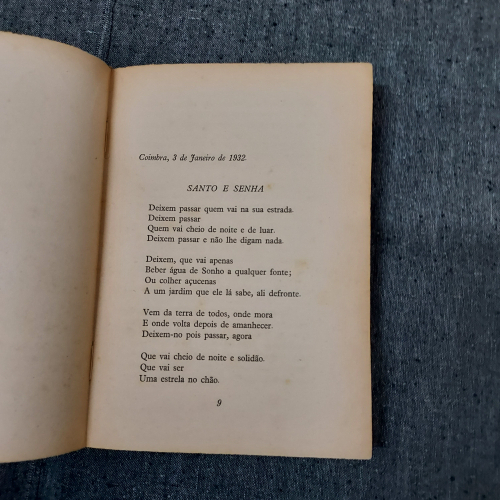 Coimbra, 3 de Janeiro de 1932.
SANTO E SENHA
Deixem passar quem vai na sua estrada.
Deixem passar
Quem vai cheio de noite e de luar.
Deixem passar e não lhe digam nada.
Deixem, que vai apenas
Beber água de Sonho a qualquer fonte;
Ou colher açucenas
A um jardim que ele lá sabe, ali defronte.
Vem da terra de todos, onde mora
E onde volta depois de amanhecer.
Deixem-no pois passar, agora
Que vai cheio de noite e solidão.
Que vai ser
Uma estrela no chão.
9